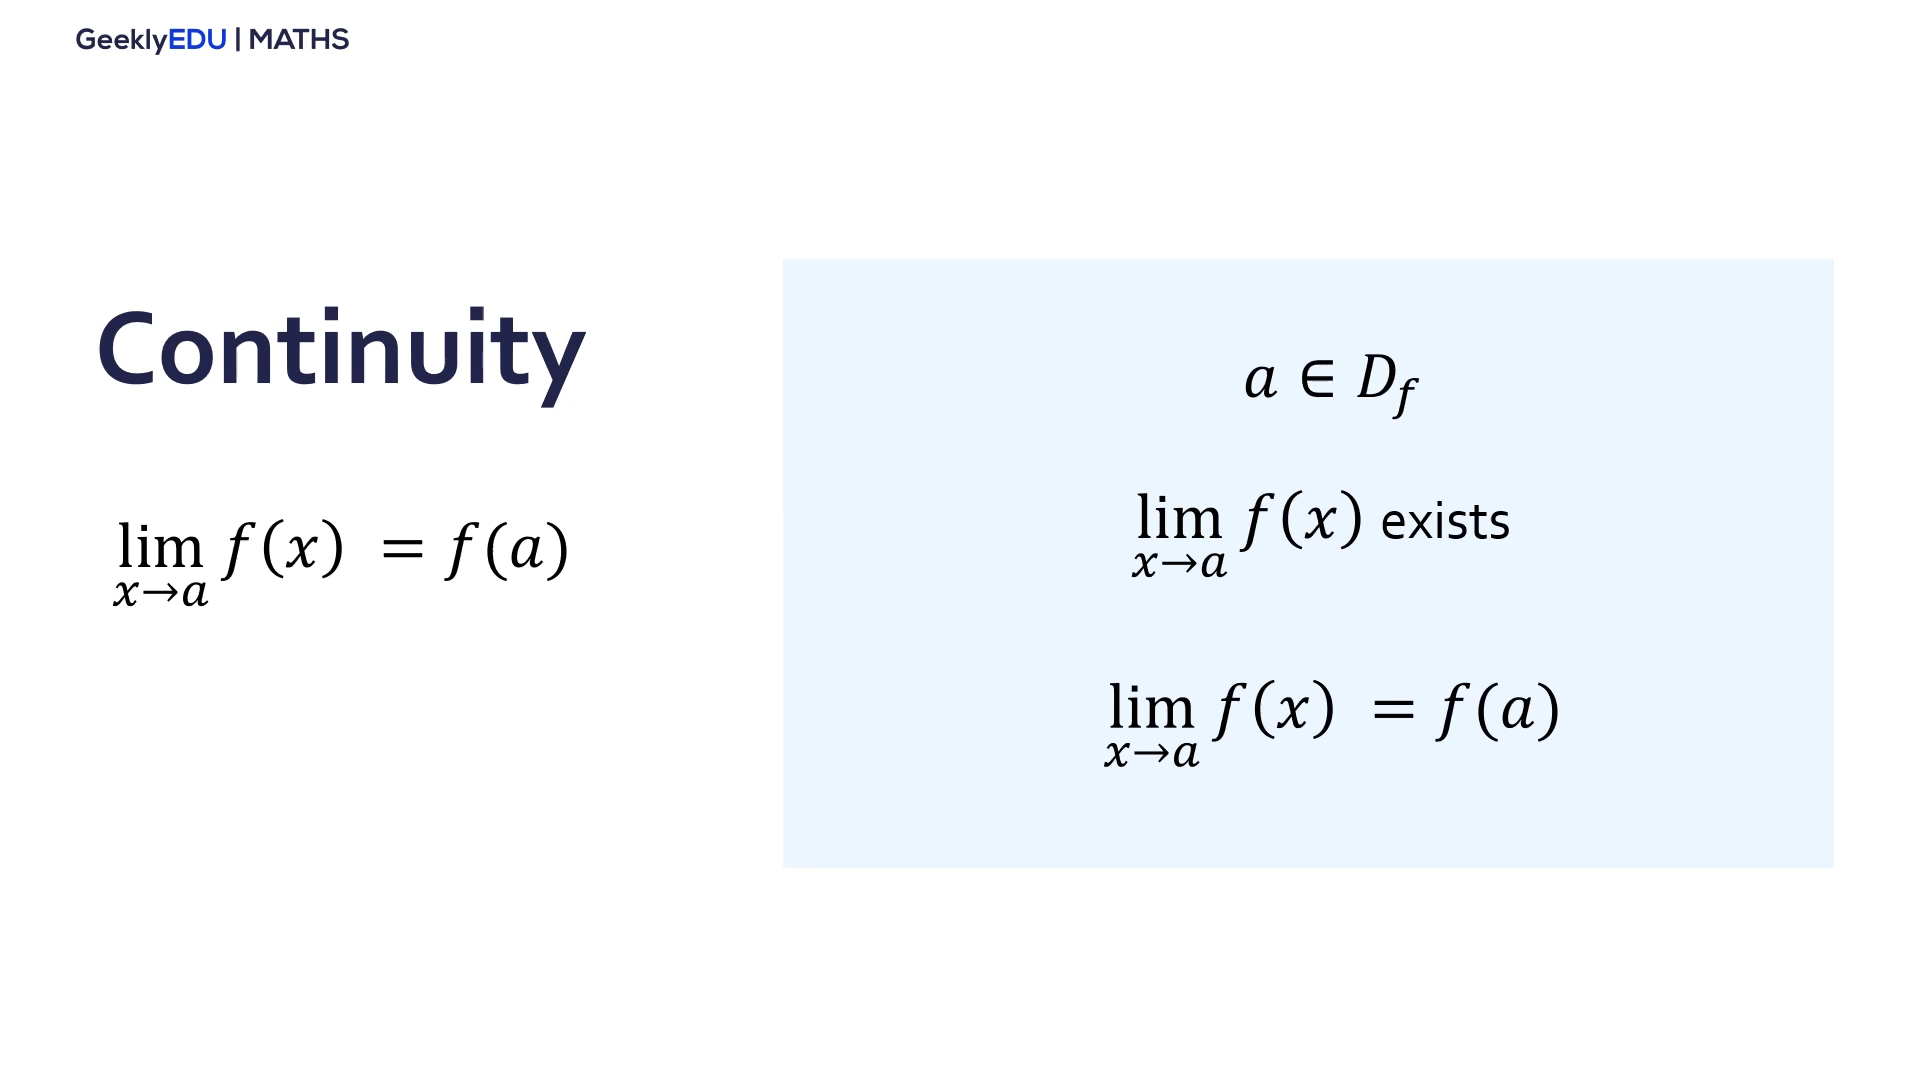 GeeklyEDU | MATHS
Continuity
lim f(x) = f(a)
x→a
a ∈ D_f
lim f(x) exists
x→a
lim f(x) = f(a)
x→a